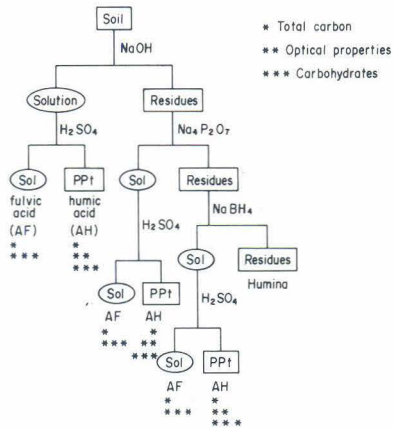 Soil
* Total carbon
** Optical properties
*** Carbohydrates
NaOH
Solution
Residues
H2SO4
Na4P2O7
Sol
PPt
Sol
Residues
fulvic acid (AF)
humic acid (AH)
*
***
*
**
***
H2SO4
NaBH4
Sol
Residues
Humina
Sol
PPt
H2SO4
AF
AH
*
***
*
**
***
Sol
PPt
AF
AH
*
***
*
**
***